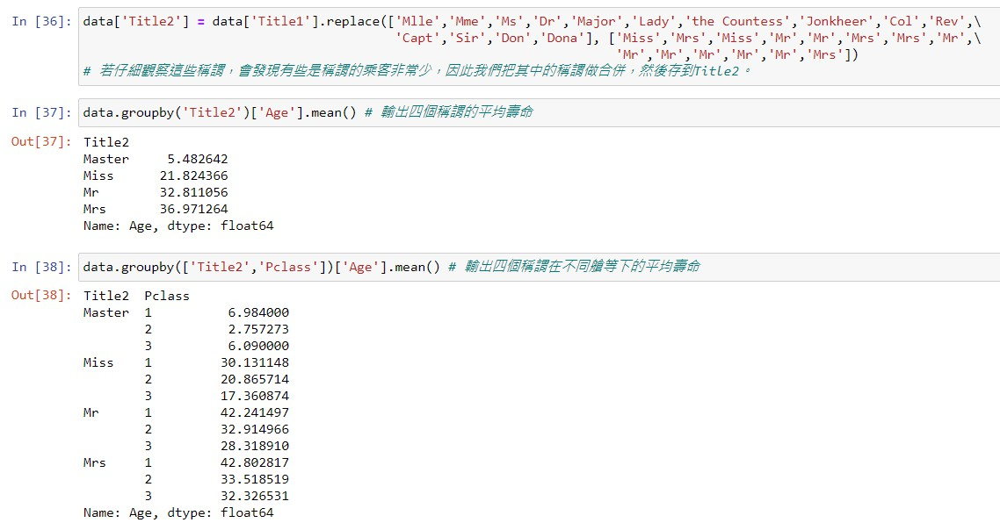 In [36]: data['Title2'] = data['Title1'].replace(['Mlle','Mme','Ms','Dr','Major','Lady','the Countess','Jonkheer','Col','Rev',\
'Capt','Sir','Don','Dona'], ['Miss','Mrs','Miss','Mr','Mr','Mrs','Mrs','Mr',\
'Mr','Mr','Mr','Mr','Mr','Mrs'])
# 若仔細觀察這些稱謂，會發現有些是稱謂的乘客非常少，因此我們把其中的稱謂做合併，然後存到Title2。
In [37]: data.groupby('Title2')['Age'].mean() # 輸出四個稱謂的平均壽命
Out[37]: Title2
Master 5.482642
Miss 21.824366
Mr 32.811056
Mrs 36.971264
Name: Age, dtype: float64
In [38]: data.groupby(['Title2','Pclass'])['Age'].mean() # 輸出四個稱謂在不同艙等下的平均壽命
Out[38]: Title2 Pclass
Master 1 6.984000
2 2.757273
3 6.090000
Miss 1 30.131148
2 20.865714
3 17.360874
Mr 1 42.241497
2 32.914966
3 28.318910
Mrs 1 42.802817
2 33.518519
3 32.326531
Name: Age, dtype: float64